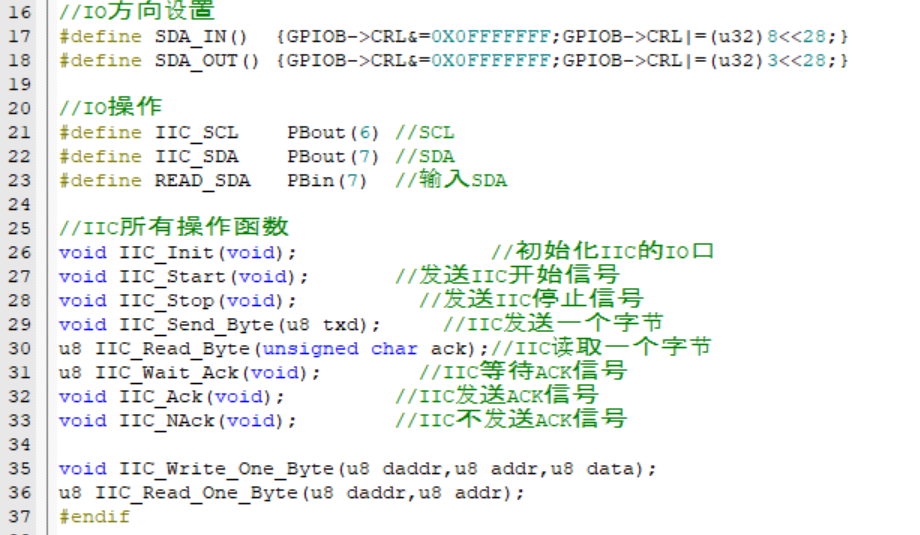 16 //IO方向设置
17 #define SDA_IN()  {GPIOB->CRL&=0X0FFFFFFF;GPIOB->CRL|=(u32)8<<28;}
18 #define SDA_OUT() {GPIOB->CRL&=0X0FFFFFFF;GPIOB->CRL|=(u32)3<<28;}
19
20 //IO操作
21 #define IIC_SCL    PBout(6) //SCL
22 #define IIC_SDA    PBout(7) //SDA
23 #define READ_SDA   PBin(7)  //输入SDA
24
25 //IIC所有操作函数
26 void IIC_Init(void);                //初始化IIC的IO口
27 void IIC_Start(void);       //发送IIC开始信号
28 void IIC_Stop(void);          //发送IIC停止信号
29 void IIC_Send_Byte(u8 txd);     //IIC发送一个字节
30 u8 IIC_Read_Byte(unsigned char ack);//IIC读取一个字节
31 u8 IIC_Wait_Ack(void);        //IIC等待ACK信号
32 void IIC_Ack(void);         //IIC发送ACK信号
33 void IIC_NAck(void);        //IIC不发送ACK信号
34
35 void IIC_Write_One_Byte(u8 daddr,u8 addr,u8 data);
36 u8 IIC_Read_One_Byte(u8 daddr,u8 addr);
37 #endif